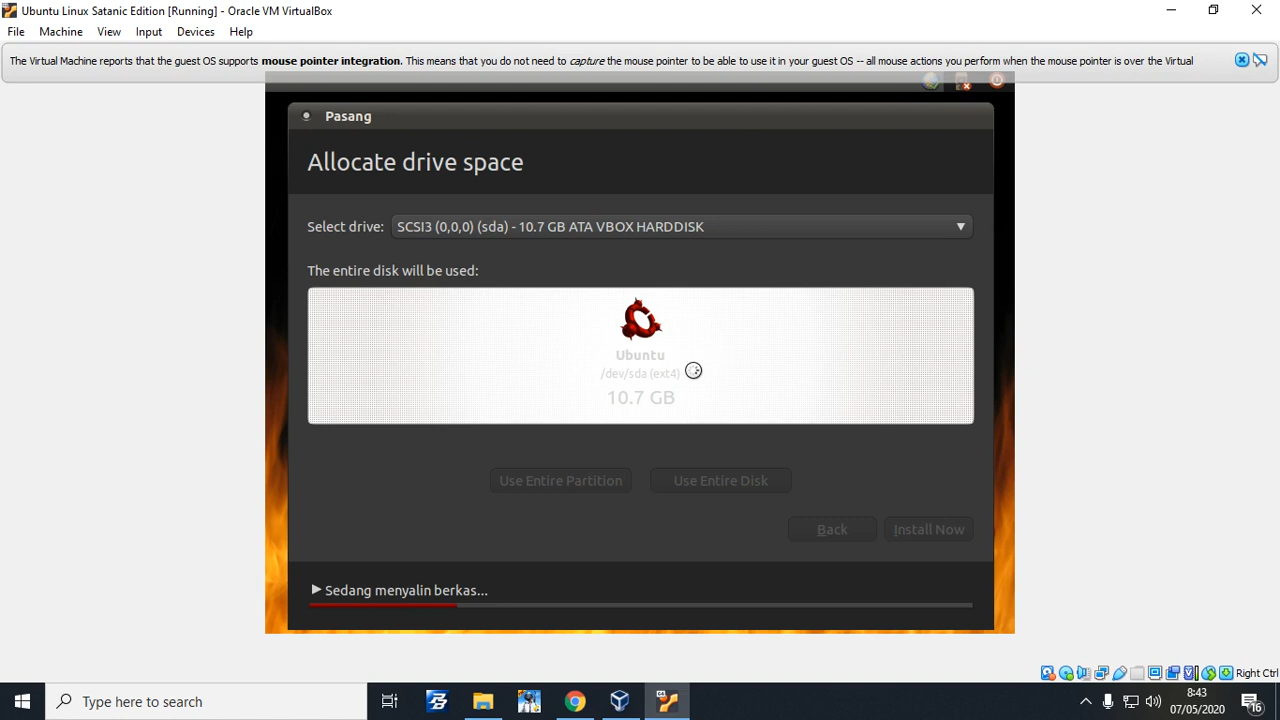 Ubuntu Linux Satanic Edition [Running] - Oracle VM VirtualBox
File Machine View Input Devices Help
The Virtual Machine reports that the guest OS supports mouse pointer integration. This means that you do not need to capture the mouse pointer to be able to use it in your guest OS -- all mouse actions you perform when the mouse pointer is over the Virtual
Pasang
Allocate drive space
Select drive: SCSI3 (0,0,0) (sda) - 10.7 GB ATA VBOX HARDDISK
The entire disk will be used:
Ubuntu
/dev/sda (ext4)
10.7 GB
Use Entire Partition Use Entire Disk
Back Install Now
Sedang menyalin berkas...
Right Ctrl
Type here to search
8:43
07/05/2020
16